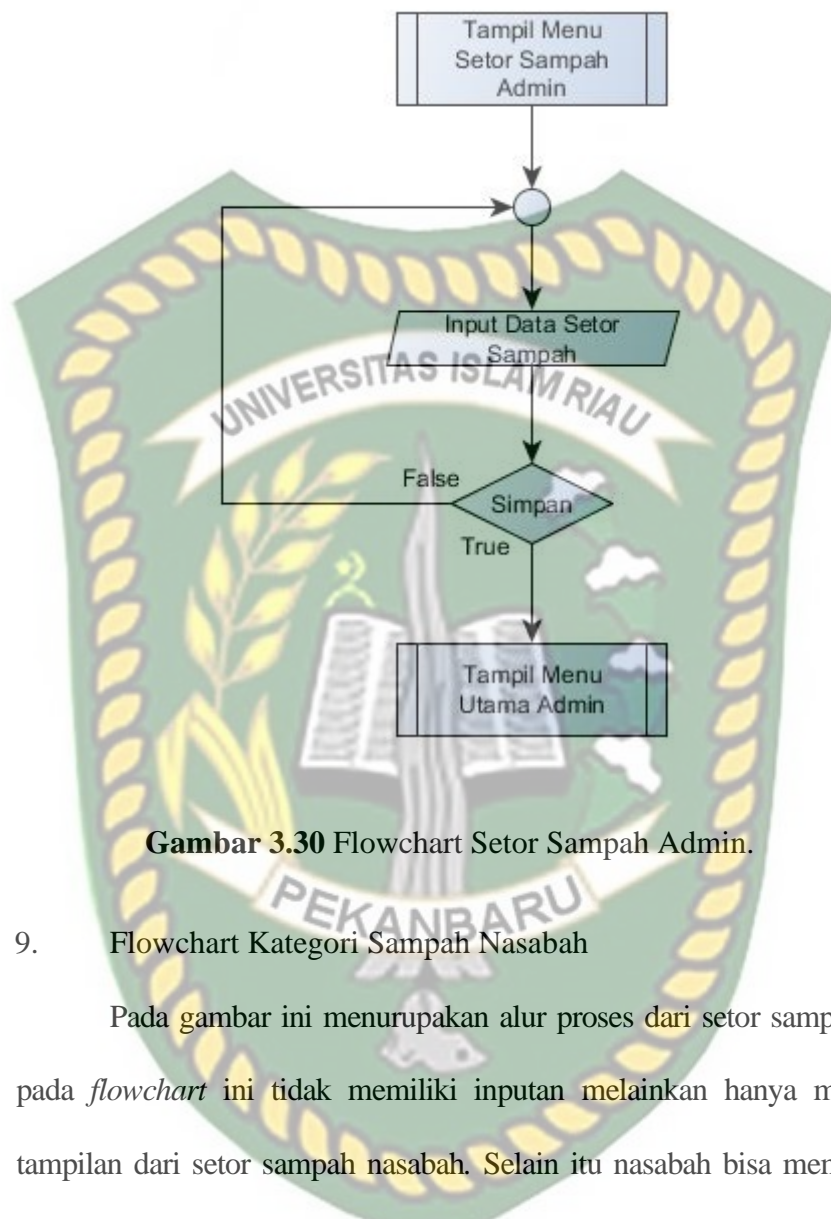 Tampil Menu
Setor Sampah
Admin
Input Data Setor
Sampah
UNIVERSITAS ISLAM RIAU
False
Simpan
True
Tampil Menu
Utama Admin
Gambar 3.30 Flowchart Setor Sampah Admin.
PEKANBARU
9. Flowchart Kategori Sampah Nasabah
Pada gambar ini menurupakan alur proses dari setor samp
pada flowchart ini tidak memiliki inputan melainkan hanya m
tampilan dari setor sampah nasabah. Selain itu nasabah bisa men